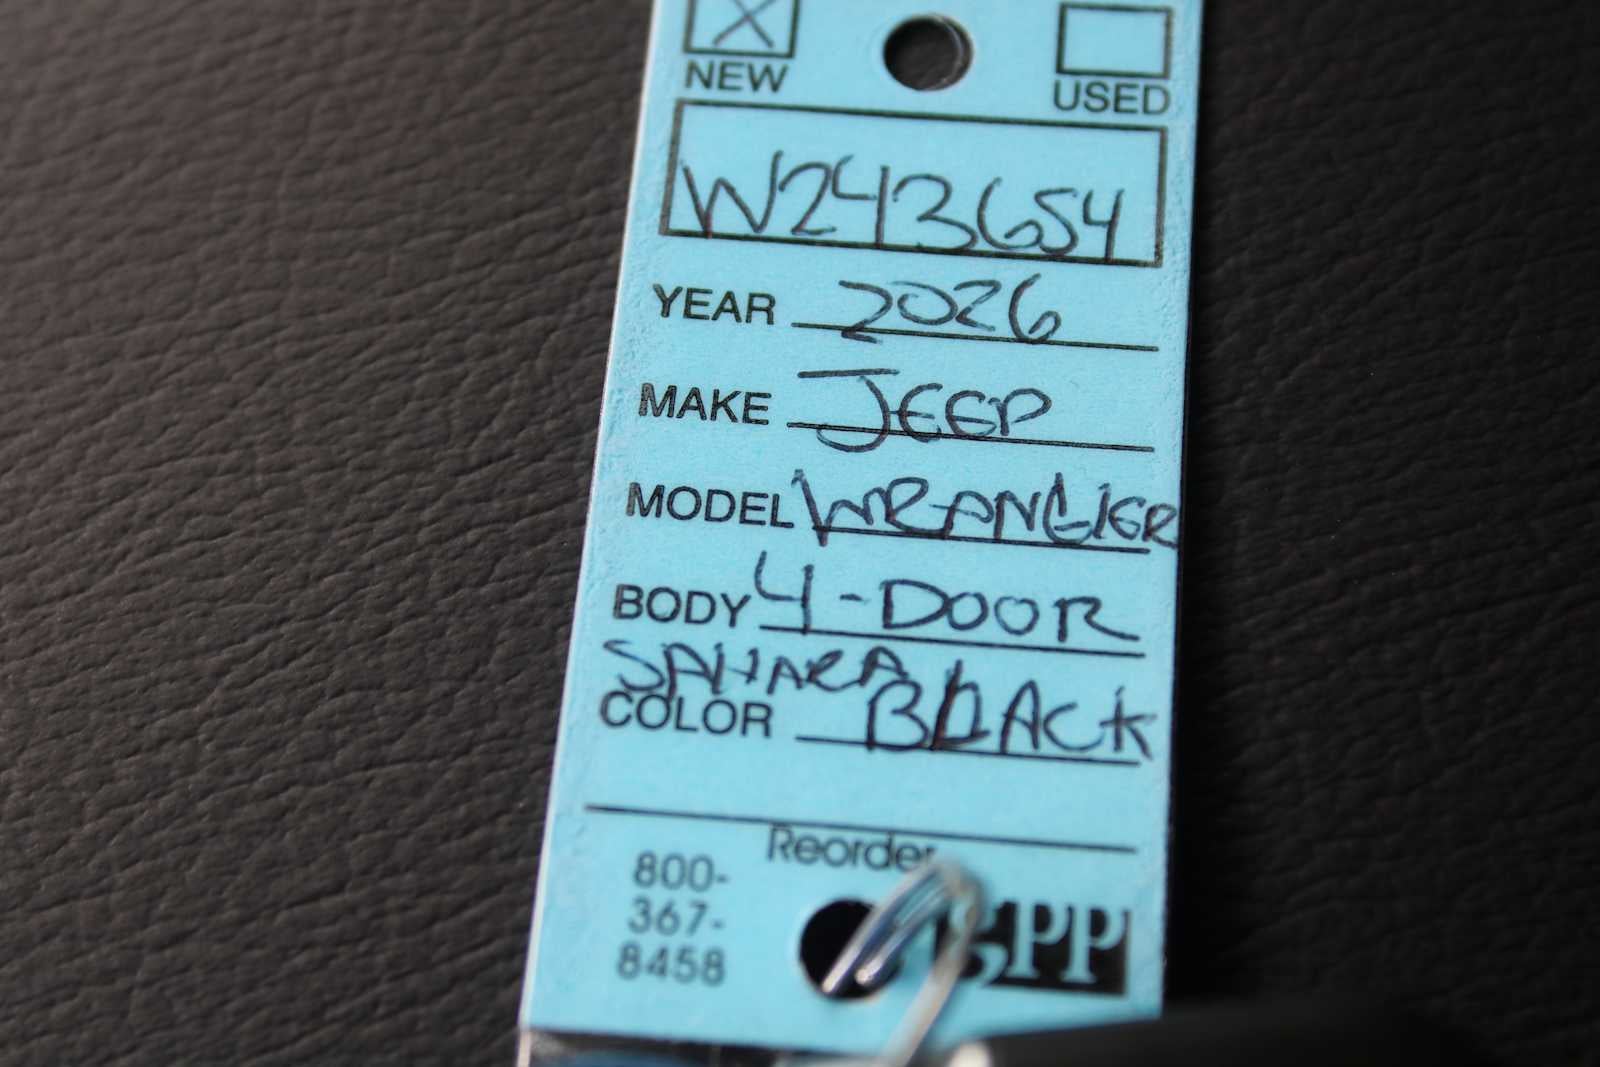 X
NEW USED
W243654
YEAR 2026
MAKE JEEP
MODEL WRANGLER
BODY 4-DOOR
SAHARA
COLOR BLACK
Reorder
800-
367-
8458
gPP